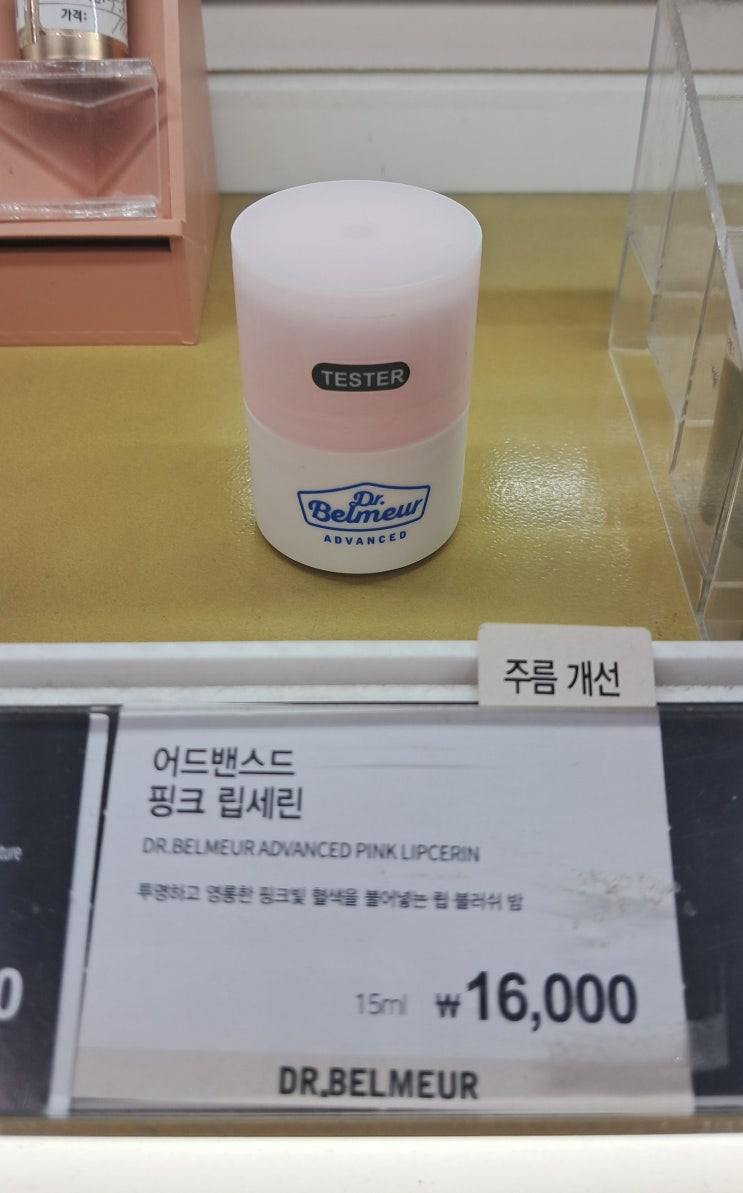 가격:
TESTER
Dr.
Belmeur
ADVANCED
주름 개선
어드밴스드
핑크 립세린
DR.BELMEUR ADVANCED PINK LIPCERIN
투명하고 영롱한 핑크빛 혈색을 불어넣는 립 블러쉬 밤
15ml ₩16,000
DR.BELMEUR